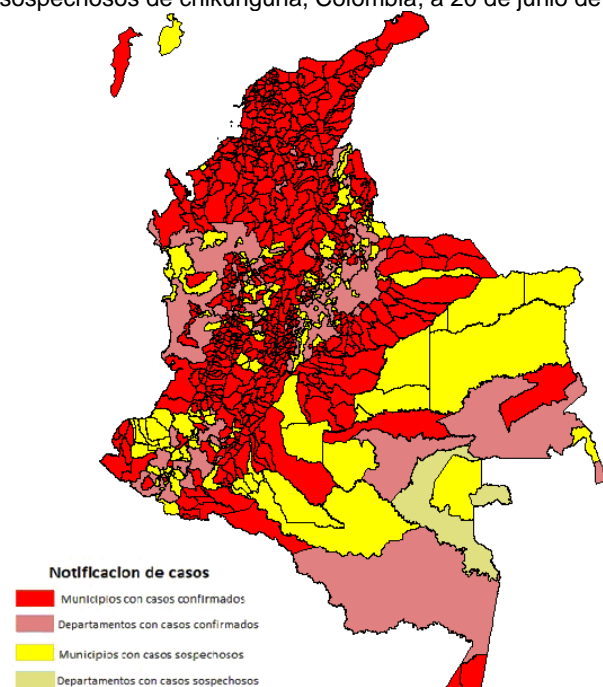 sospechosos de chikunguña, Colombia, a 20 de junio de
Notificacion de casos
Municipios con casos confirmados
Departamentos con casos confirmados
Municipios con casos sospechosos
Departamentos con casos sospechosos